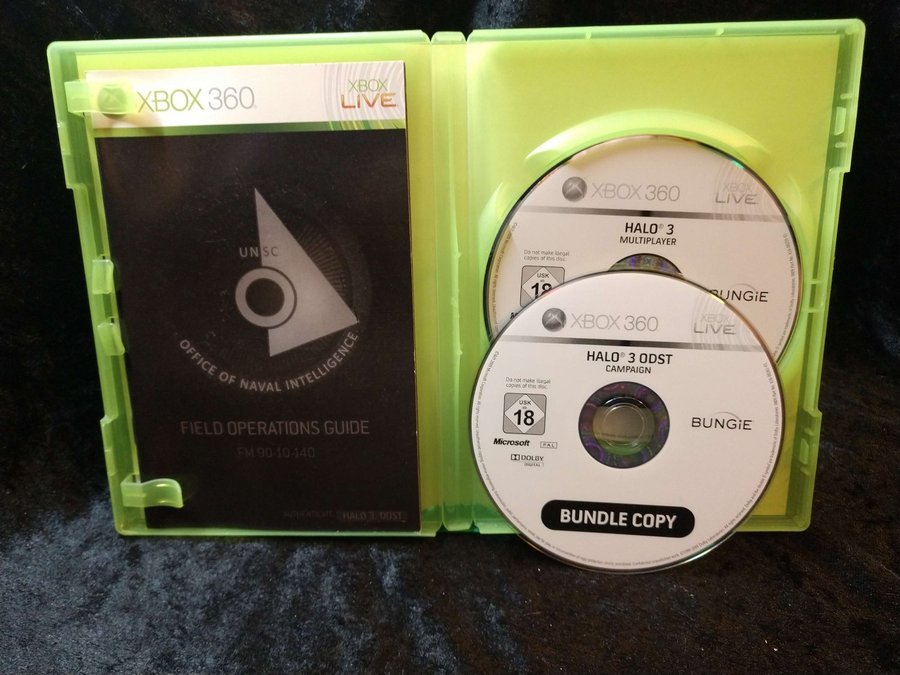 XBOX 360
XBOX
LIVE
UNSC
OFFICE OF NAVAL INTELLIGENCE
FIELD OPERATIONS GUIDE
FM 90-10-140
AUTHENTICATE: HALO 3: ODST
XBOX 360
XBOX
LIVE
HALO® 3
MULTIPLAYER
Do not make illegal
copies of this disc.
USK
18
BUNGiE
XBOX 360
XBOX
LIVE
HALO® 3 ODST
CAMPAIGN
Do not make illegal
copies of this disc.
USK
ab
18
Microsoft
PAL
DOLBY
DIGITAL
BUNGiE
BUNDLE COPY